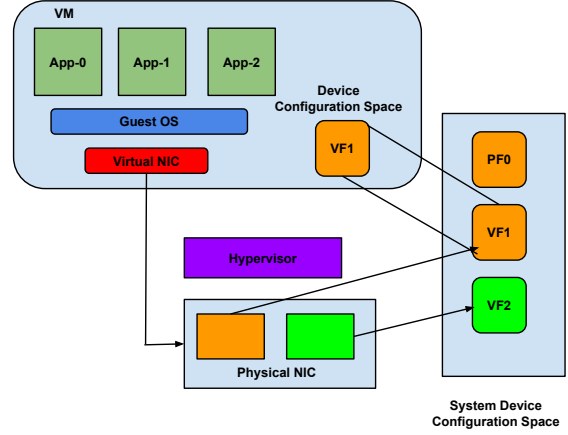 VM
App-0
App-1
App-2
Guest OS
Virtual NIC
Device
Configuration Space
VF1
PF0
VF1
VF2
Hypervisor
Physical NIC
System Device
Configuration Space